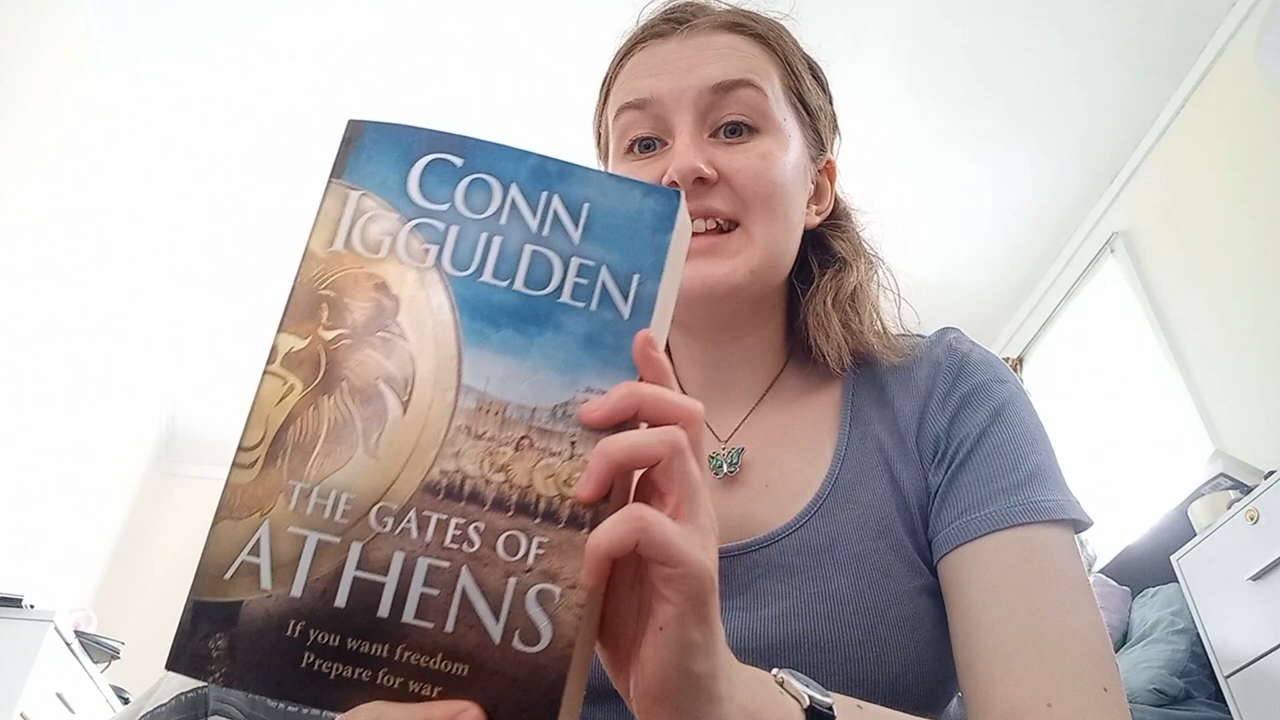 CONN
IGGULDEN
THE GATES OF
ATHENS
If you want freedom
Prepare for war